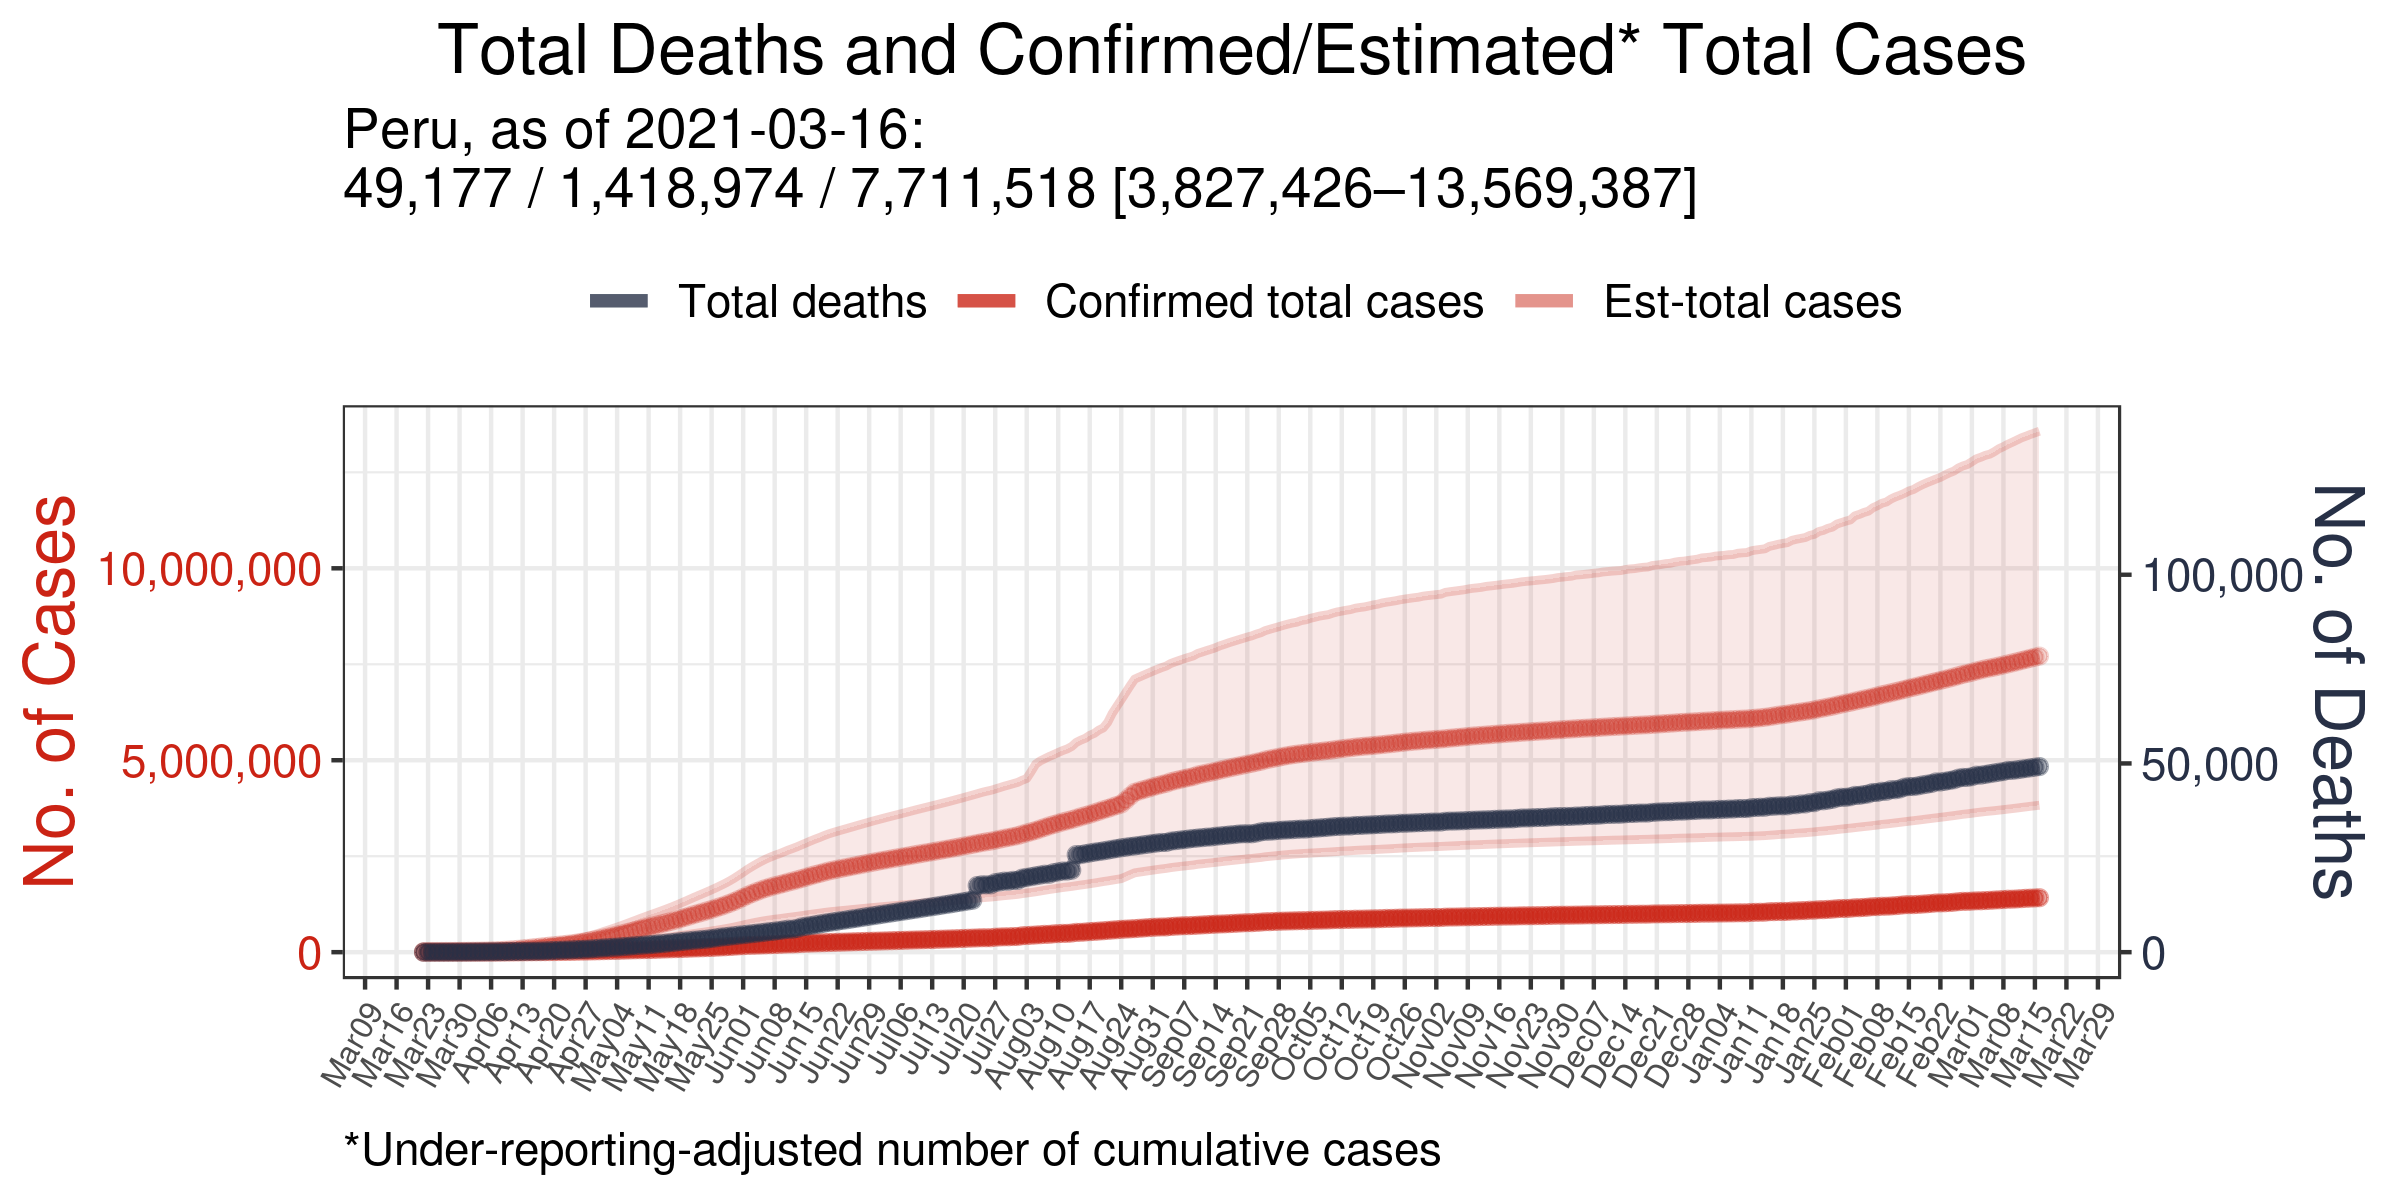 Total Deaths and Confirmed/Estimated* Total Cases
Peru, as of 2021-03-16:
49,177 / 1,418,974 / 7,711,518 [3,827,426–13,569,387]
Total deaths
Confirmed total cases
Est-total cases
No. of Cases
10,000,000
5,000,000
0
100,000
50,000
0
No. of Deaths
Mar09
Mar16
Mar23
Mar30
Apr06
Apr13
Apr20
Apr27
May04
May11
May18
May25
Jun01
Jun08
Jun15
Jun22
Jun29
Jul06
Jul13
Jul20
Jul27
Aug03
Aug10
Aug17
Aug24
Aug31
Sep07
Sep14
Sep21
Sep28
Oct05
Oct12
Oct19
Oct26
Nov02
Nov09
Nov16
Nov23
Nov30
Dec07
Dec14
Dec21
Dec28
Jan04
Jan11
Jan18
Jan25
Feb01
Feb08
Feb15
Feb22
Mar01
Mar08
Mar15
Mar22
Mar29
*Under-reporting-adjusted number of cumulative cases